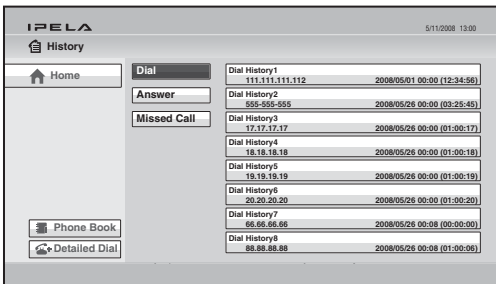 IPELA
5/11/2008 13:00
History
Home
Dial
Answer
Missed Call
Dial History1
111.111.111.112 2008/05/01 00:00 (12:34:56)
Dial History2
555-555-555 2008/05/26 00:00 (03:25:45)
Dial History3
17.17.17.17 2008/05/26 00:00 (01:00:17)
Dial History4
18.18.18.18 2008/05/26 00:00 (01:00:18)
Dial History5
19.19.19.19 2008/05/26 00:00 (01:00:19)
Dial History6
20.20.20.20 2008/05/26 00:00 (01:00:20)
Dial History7
66.66.66.66 2008/05/26 00:08 (00:00:00)
Dial History8
88.88.88.88 2008/05/26 00:08 (01:00:06)
Phone Book
Detailed Dial